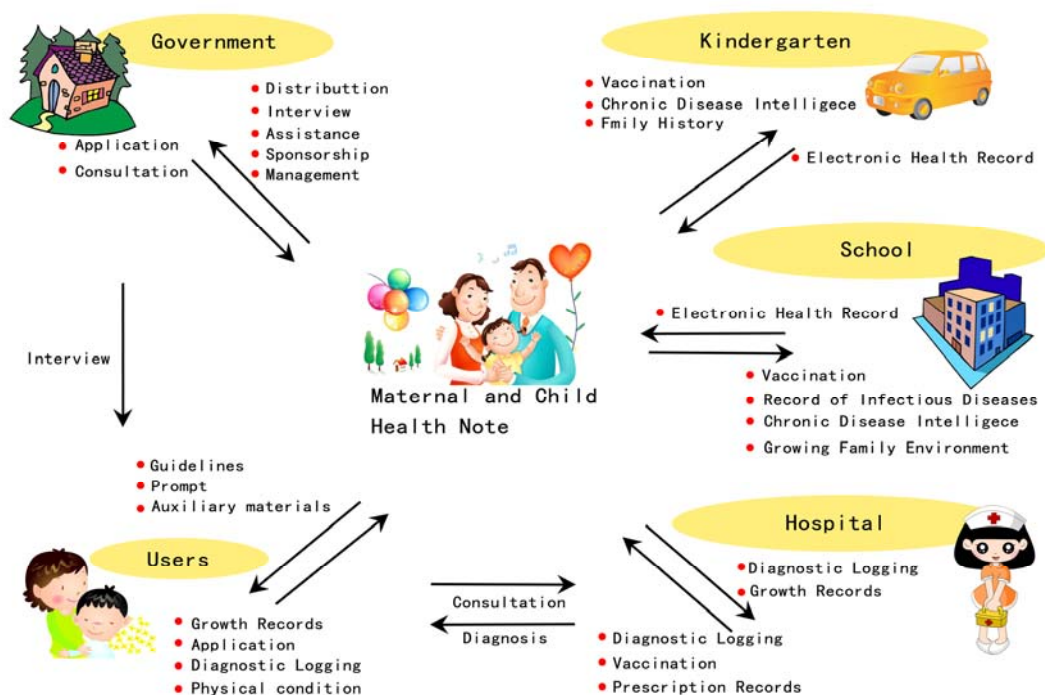 Government
Distributtion
Interview
Assistance
Sponsorship
Management
Application
Consultation
Kindergarten
Vaccination
Chronic Disease Intelligece
Fmily History
Electronic Health Record
School
Electronic Health Record
Vaccination
Record of Infectious Diseases
Chronic Disease Intelligece
Growing Family Environment
Maternal and Child
Health Note
Interview
Guidelines
Prompt
Auxiliary materials
Users
Growth Records
Application
Diagnostic Logging
Physical condition
Consultation
Diagnosis
Hospital
Diagnostic Logging
Growth Records
Diagnostic Logging
Vaccination
Prescription Records